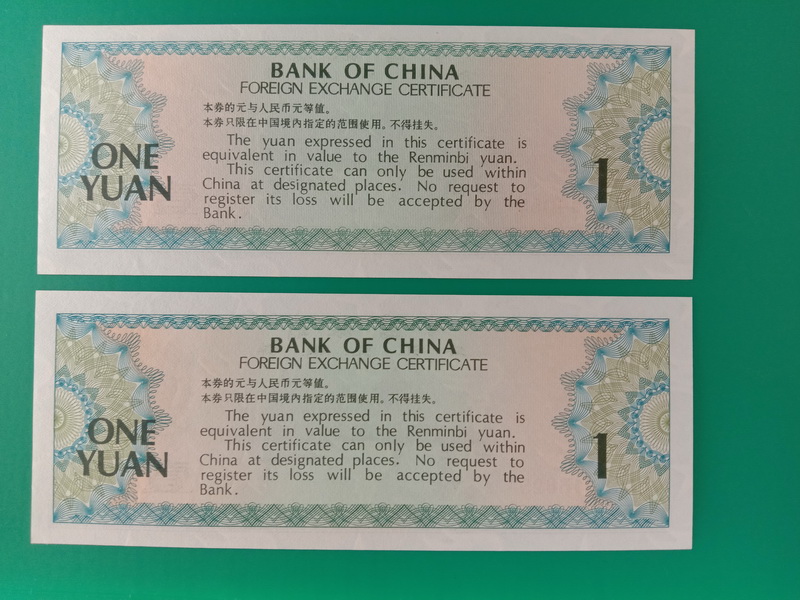 BANK OF CHINA
FOREIGN EXCHANGE CERTIFICATE
本券的元与人民币元等值。
本券只限在中国境内指定的范围使用。不得挂失。
The yuan expressed in this certificate is
equivalent in value to the Renminbi yuan.
This certificate can only be used within
China at designated places. No request to
register its loss will be accepted by the
Bank.
ONE
YUAN
1
BANK OF CHINA
FOREIGN EXCHANGE CERTIFICATE
本券的元与人民币元等值。
本券只限在中国境内指定的范围使用。不得挂失。
The yuan expressed in this certificate is
equivalent in value to the Renminbi yuan.
This certificate can only be used within
China at designated places. No request to
register its loss will be accepted by the
Bank.
ONE
YUAN
1